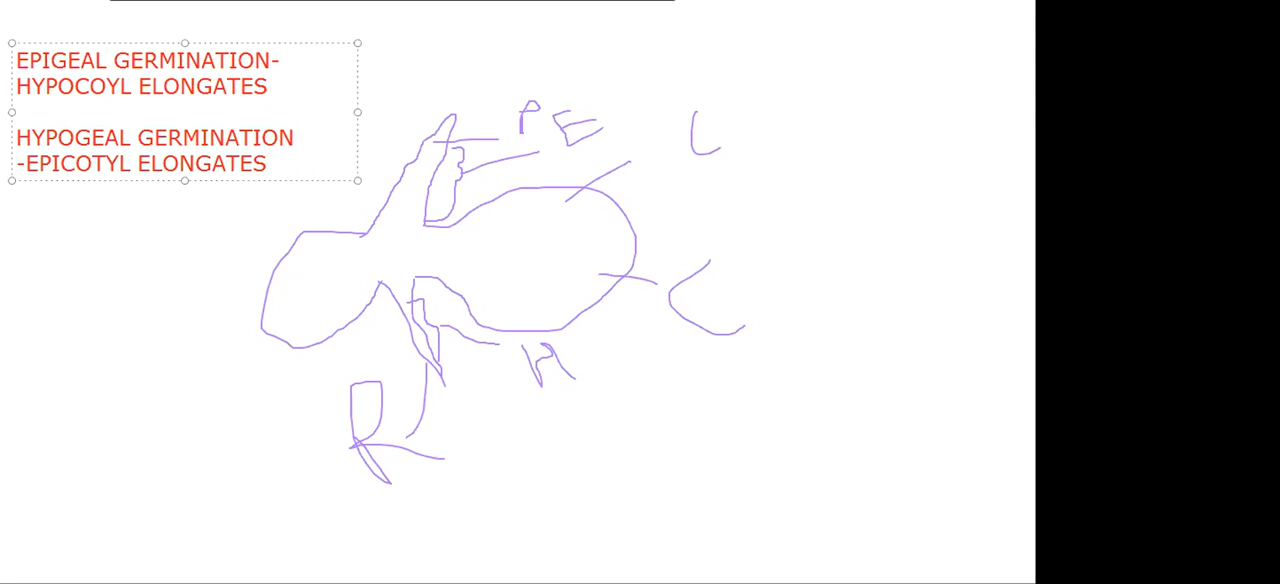 EPIGEAL GERMINATION-
HYPOCOYL ELONGATES
HYPOGEAL GERMINATION
-EPICOTYL ELONGATES
P E L
C
R